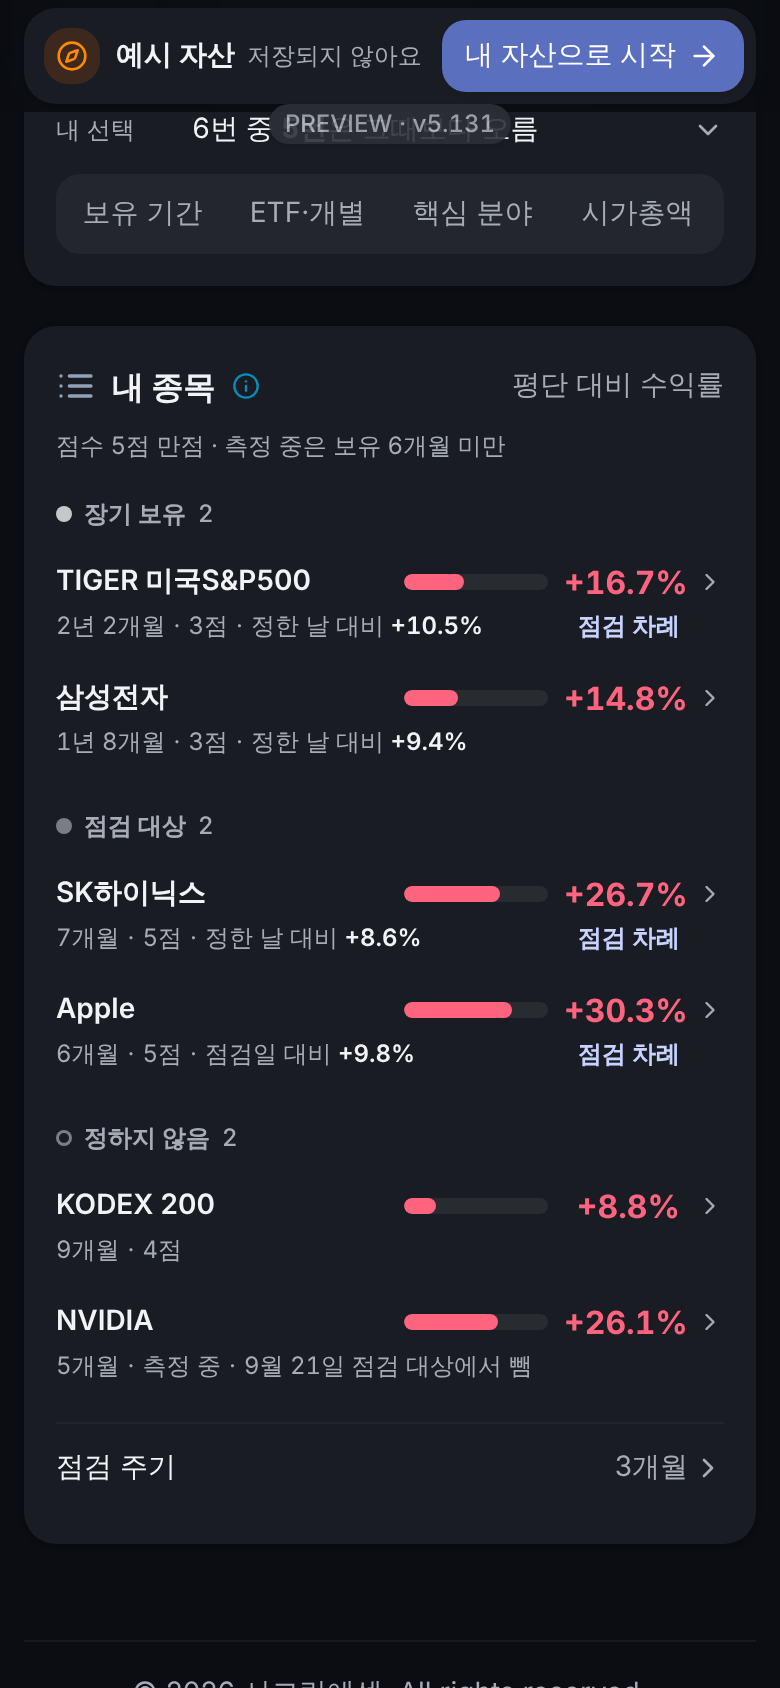 예시 자산 저장되지 않아요 내 자산으로 시작
PREVIEW · v5.131
내 선택 6번 중
보유 기간 ETF·개별 핵심 분야 시가총액
내 종목 평단 대비 수익률
점수 5점 만점 · 측정 중은 보유 6개월 미만
장기 보유 2
TIGER 미국S&P500 +16.7%
2년 2개월 · 3점 · 정한 날 대비 +10.5% 점검 차례
삼성전자 +14.8%
1년 8개월 · 3점 · 정한 날 대비 +9.4%
점검 대상 2
SK하이닉스 +26.7%
7개월 · 5점 · 정한 날 대비 +8.6% 점검 차례
Apple +30.3%
6개월 · 5점 · 점검일 대비 +9.8% 점검 차례
정하지 않음 2
KODEX 200 +8.8%
9개월 · 4점
NVIDIA +26.1%
5개월 · 측정 중 · 9월 21일 점검 대상에서 뺌
점검 주기 3개월